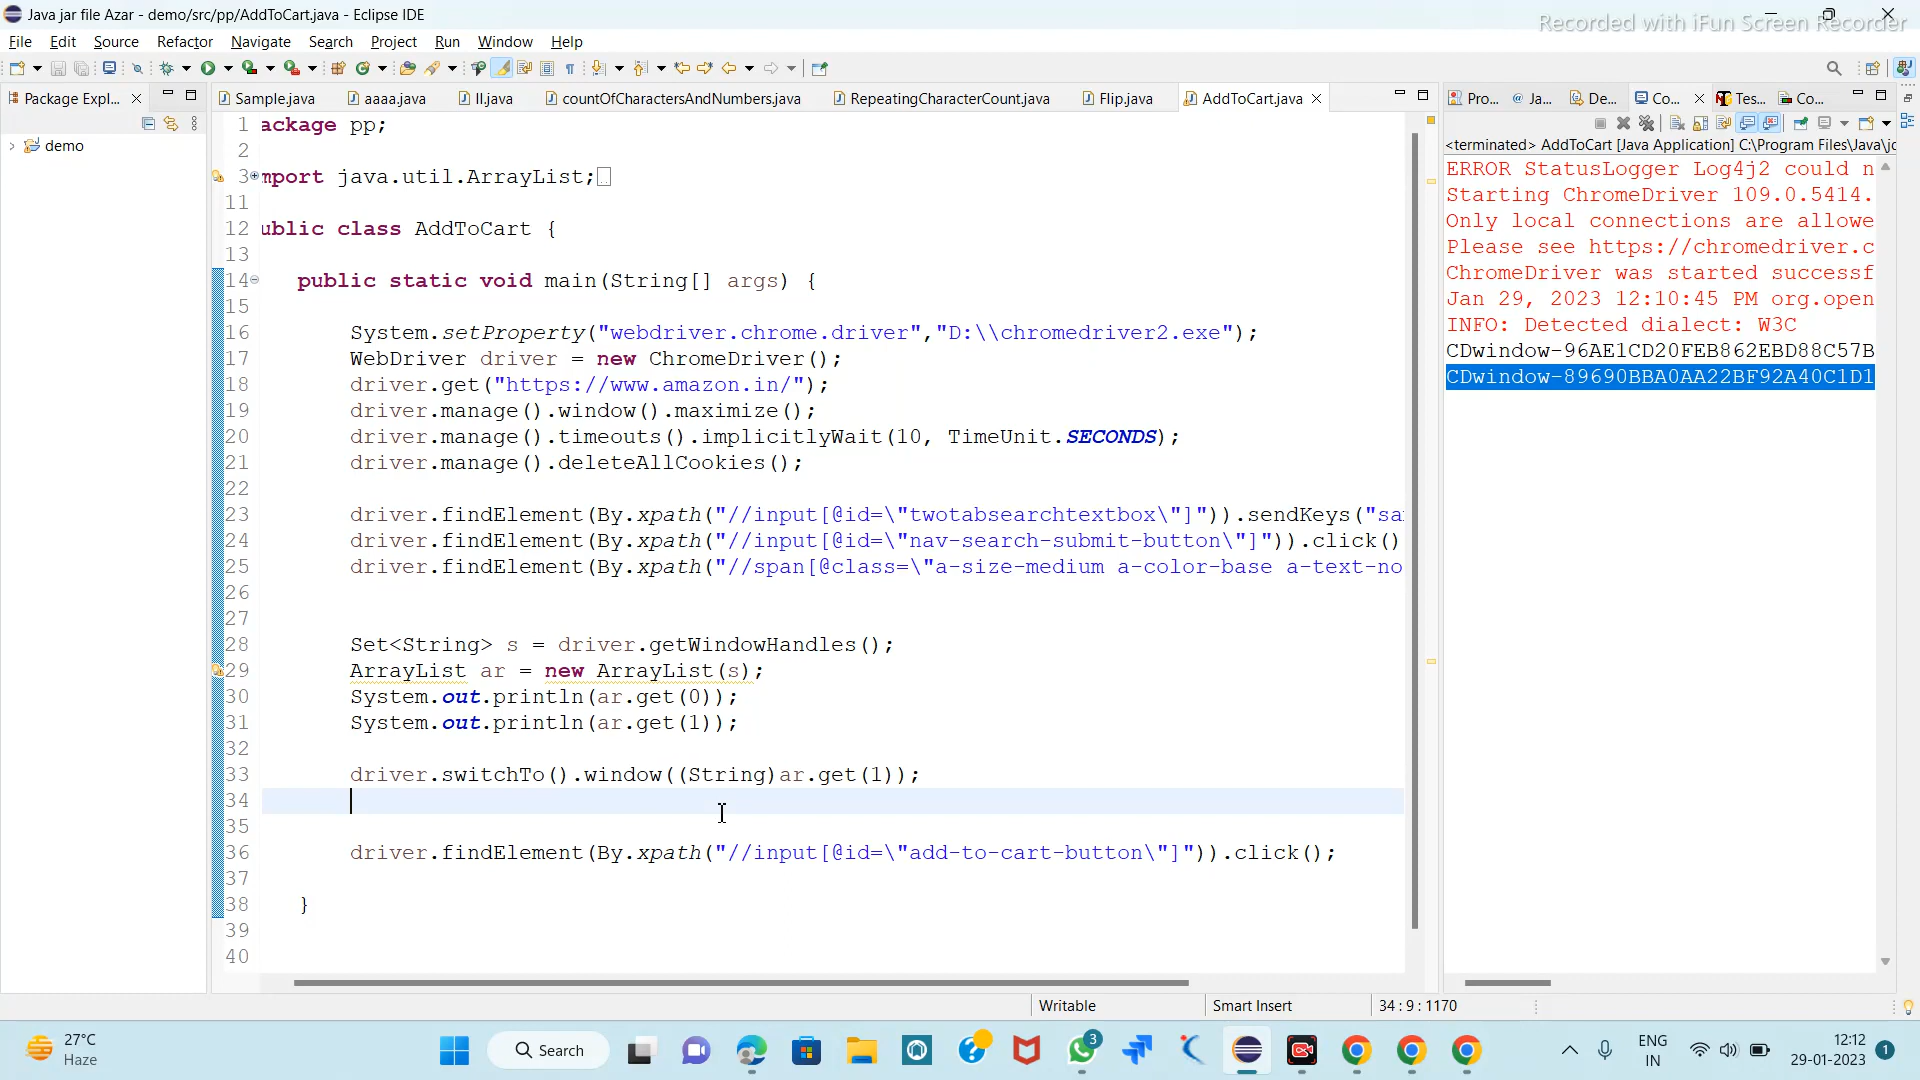 Java jar file Azar - demo/src/pp/AddToCart.java - Eclipse IDE
Recorded with iFun Screen Recorder
File Edit Source Refactor Navigate Search Project Run Window Help
Package Expl...
Sample.java aaaa.java II.java countOfCharactersAndNumbers.java RepeatingCharacterCount.java Flip.java AddToCart.java
Pro... @ Ja... De... Co... Tes... Co...
demo
<terminated> AddToCart [Java Application] C:\Program Files\Java\jc
1 ackage pp;
2
3 mport java.util.ArrayList;
11
12 ublic class AddToCart {
13
14 public static void main(String[] args) {
15
16 System.setProperty("webdriver.chrome.driver","D:\\chromedriver2.exe");
17 WebDriver driver = new ChromeDriver();
18 driver.get("https://www.amazon.in/");
19 driver.manage().window().maximize();
20 driver.manage().timeouts().implicitlyWait(10, TimeUnit.SECONDS);
21 driver.manage().deleteAllCookies();
22
23 driver.findElement(By.xpath("//input[@id=\"twotabsearchtextbox\"]")).sendKeys("sa
24 driver.findElement(By.xpath("//input[@id=\"nav-search-submit-button\"]")).click()
25 driver.findElement(By.xpath("//span[@class=\"a-size-medium a-color-base a-text-no
26
27
28 Set<String> s = driver.getWindowHandles();
29 ArrayList ar = new ArrayList(s);
30 System.out.println(ar.get(0));
31 System.out.println(ar.get(1));
32
33 driver.switchTo().window((String)ar.get(1));
34
35
36 driver.findElement(By.xpath("//input[@id=\"add-to-cart-button\"]")).click();
37
38 }
39
40
ERROR StatusLogger Log4j2 could n
Starting ChromeDriver 109.0.5414.
Only local connections are allowe
Please see https://chromedriver.c
ChromeDriver was started successf
Jan 29, 2023 12:10:45 PM org.open
INFO: Detected dialect: W3C
CDwindow-96AE1CD20FEB862EBD88C57B
CDwindow-89690BBA0AA22BF92A40C1D1
Writable Smart Insert 34 : 9 : 1170
27°C
Haze
Search
3
ENG
IN
12:12
29-01-2023
1